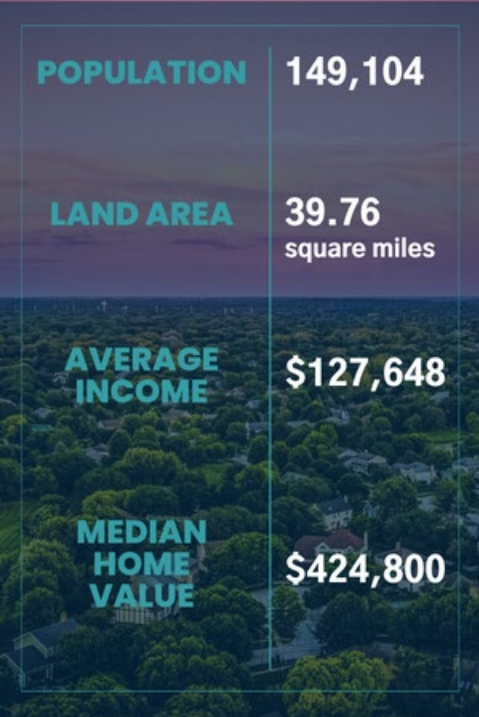 POPULATION
149,104
LAND AREA
39.76
square miles
AVERAGE
INCOME
$127,648
MEDIAN
HOME
VALUE
$424,800